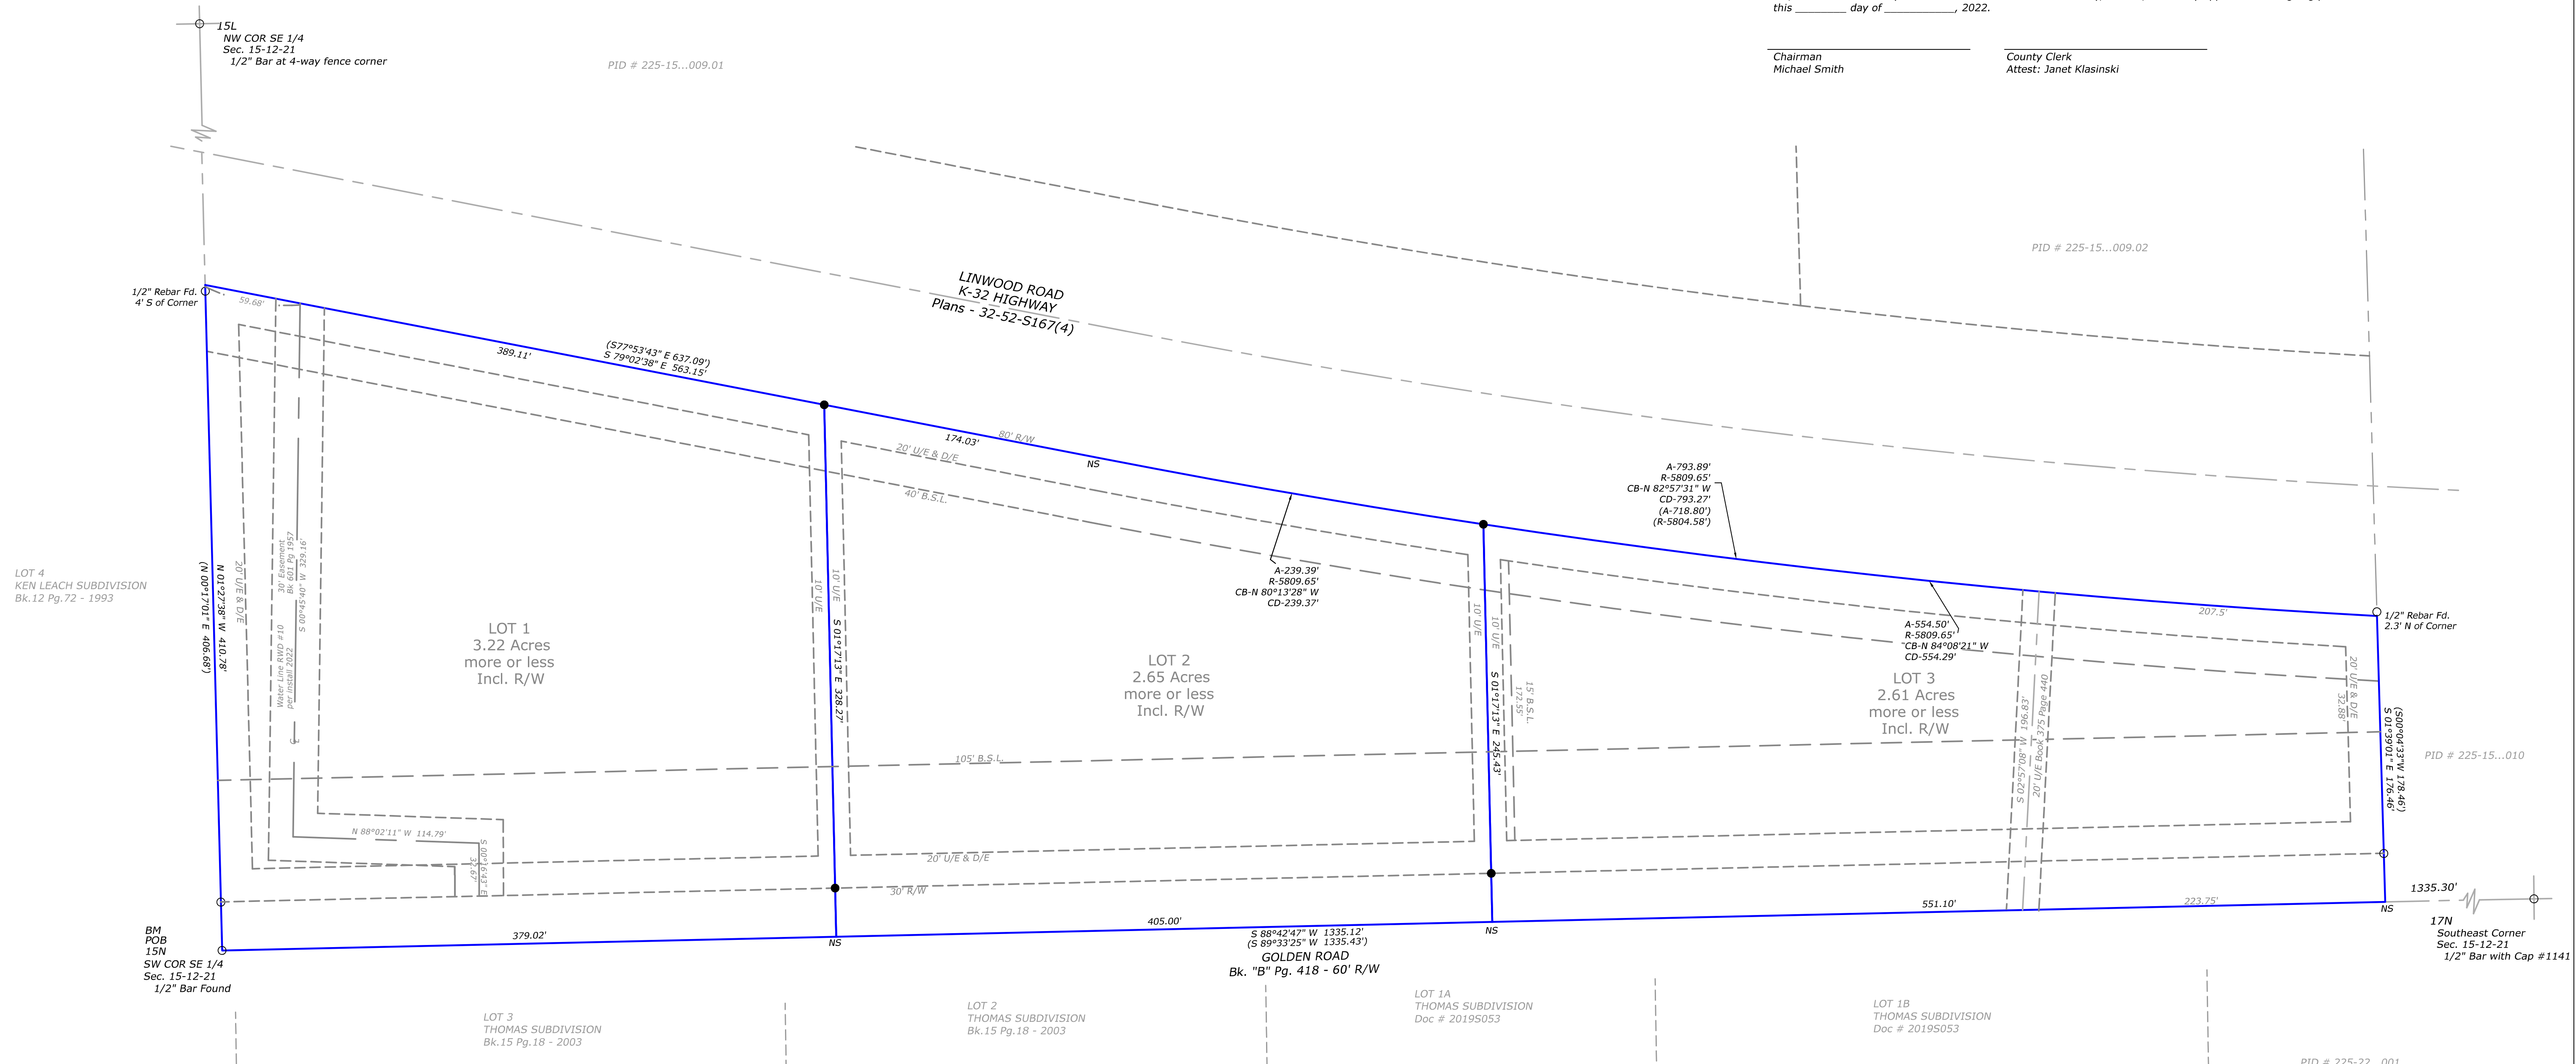 this _________ day of _____________, 2022.
Chairman
Michael Smith
County Clerk
Attest: Janet Klasinski
15L
NW COR SE 1/4
Sec. 15-12-21
1/2" Bar at 4-way fence corner
PID # 225-15...009.01
PID # 225-15...009.02
LINWOOD ROAD
K-32 HIGHWAY
Plans - 32-52-S167(4)
1/2" Rebar Fd.
4' S of Corner
59.68'
389.11'
(S77°53'43" E 637.09')
S 79°02'38" E 563.15'
174.03'
80' R/W
NS
20' U/E & D/E
40' B.S.L.
A-793.89'
R-5809.65'
CB-N 82°57'31" W
CD-793.27'
(A-718.80')
(R-5804.58')
A-239.39'
R-5809.65'
CB-N 80°13'28" W
CD-239.37'
A-554.50'
R-5809.65'
CB-N 84°08'21" W
CD-554.29'
207.5'
1/2" Rebar Fd.
2.3' N of Corner
LOT 4
KEN LEACH SUBDIVISION
Bk.12 Pg.72 - 1993
(N 00°17'01" E 406.68')
N 01°27'38" W 410.78'
20' U/E & D/E
Water Line RWD #10
per install 2022
30' Easement
Bk 601 Pg 1957
S 00°45'40" W 329.16'
LOT 1
3.22 Acres
more or less
Incl. R/W
10' U/E
10' U/E
S 01°17'13" E 328.27'
LOT 2
2.65 Acres
more or less
Incl. R/W
10' U/E
10' U/E
S 01°17'13" E 245.43'
15' B.S.L.
172.55'
LOT 3
2.61 Acres
more or less
Incl. R/W
S 02°57'08" W 196.83'
20' U/E Book 375 Page 440
20' U/E & D/E
32.88'
(S00°04'33"W 178.46')
S 01°39'01" E 176.46'
PID # 225-15...010
105' B.S.L.
N 88°02'11" W 114.79'
20' U/E & D/E
30' R/W
BM
POB
15N
SW COR SE 1/4
Sec. 15-12-21
1/2" Bar Found
379.02'
NS
405.00'
S 88°42'47" W 1335.12'
(S 89°33'25" W 1335.43')
GOLDEN ROAD
Bk. "B" Pg. 418 - 60' R/W
NS
551.10'
223.75'
NS
1335.30'
17N
Southeast Corner
Sec. 15-12-21
1/2" Bar with Cap #1141
LOT 3
THOMAS SUBDIVISION
Bk.15 Pg.18 - 2003
LOT 2
THOMAS SUBDIVISION
Bk.15 Pg.18 - 2003
LOT 1A
THOMAS SUBDIVISION
Doc # 2019S053
LOT 1B
THOMAS SUBDIVISION
Doc # 2019S053
PID # 225-22...001